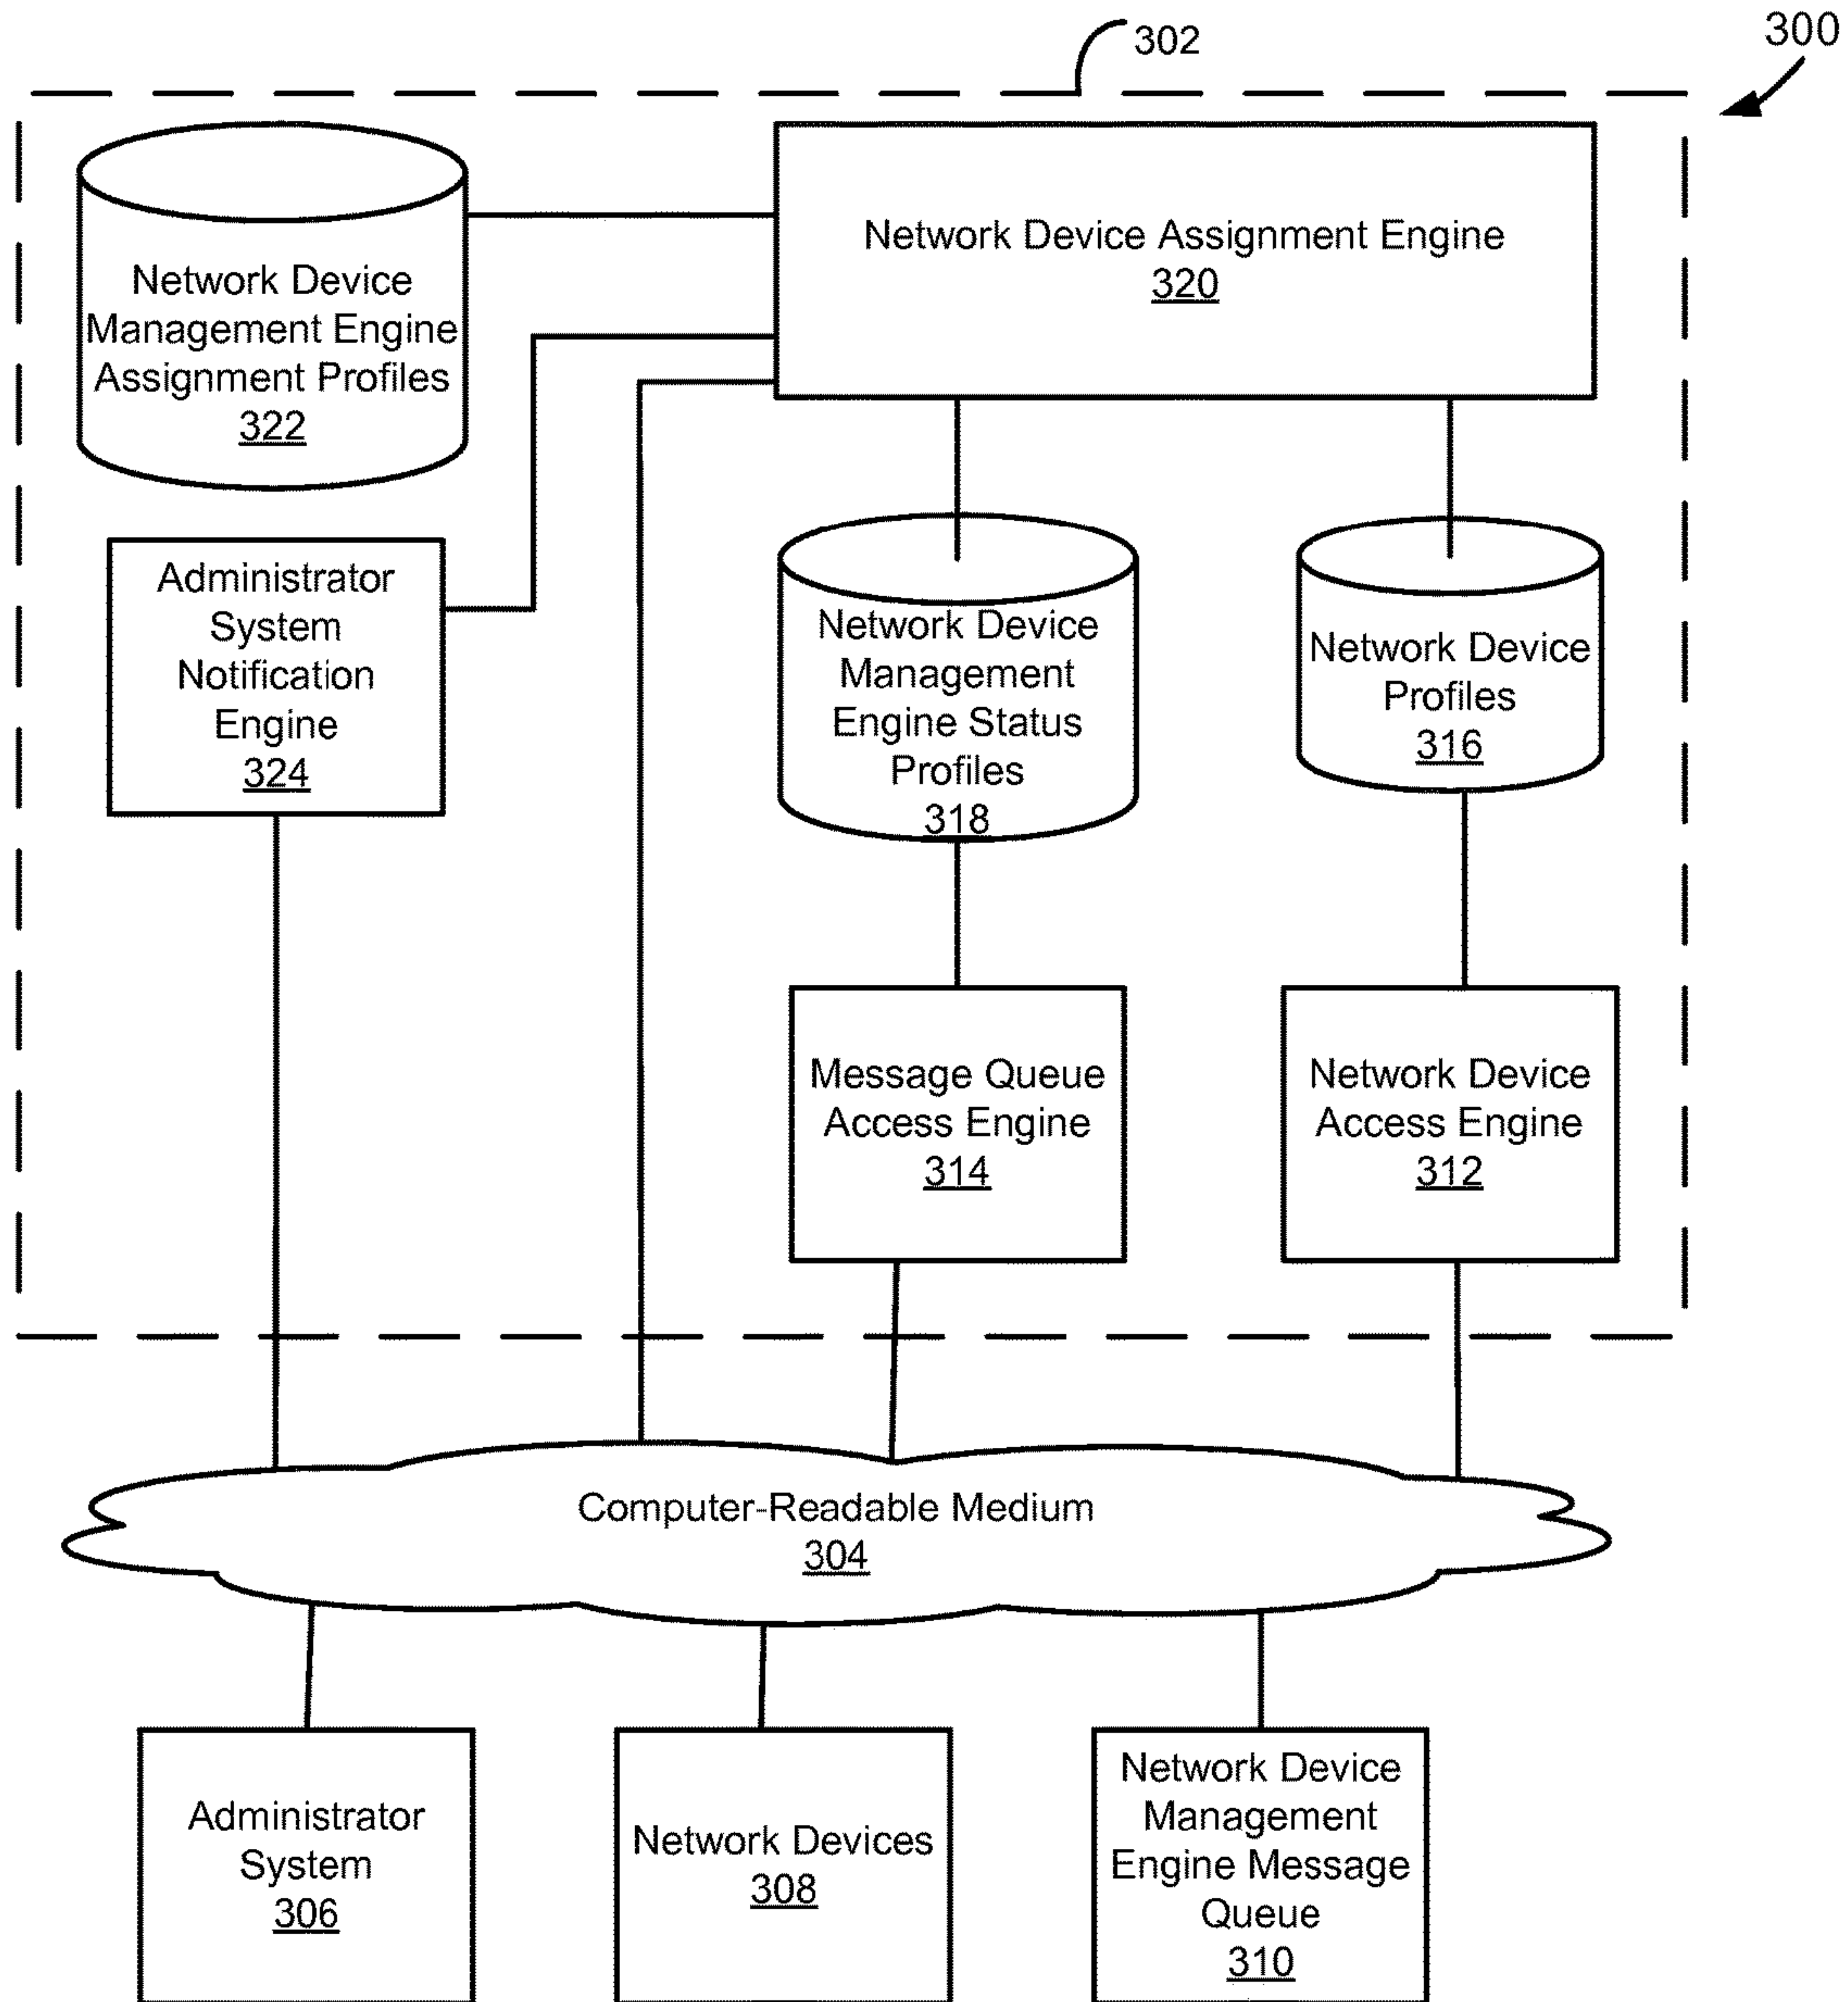 302
300
Network Device Assignment Engine
320
Network Device
Management Engine
Assignment Profiles
322
Administrator
System
Notification
Engine
324
Network Device
Management
Engine Status
Profiles
318
Network Device
Profiles
316
Message Queue
Access Engine
314
Network Device
Access Engine
312
Computer-Readable Medium
304
Administrator
System
306
Network Devices
308
Network Device
Management
Engine Message
Queue
310